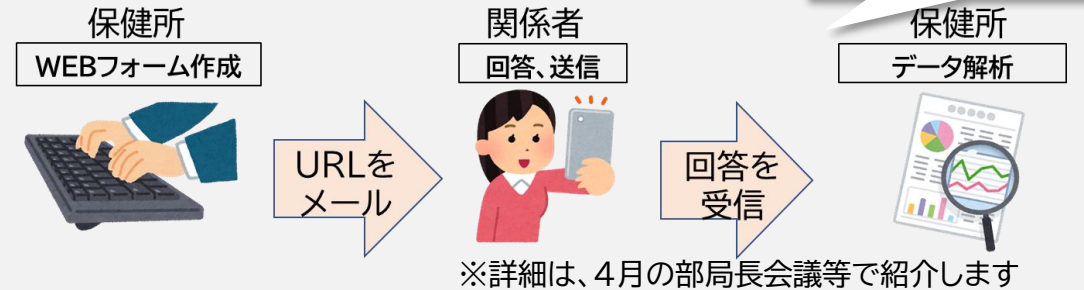 保健所
WEBフォーム作成
URLを
メール
関係者
回答、送信
回答を
受信
保健所
データ解析
※詳細は、4月の部局長会議等で紹介します